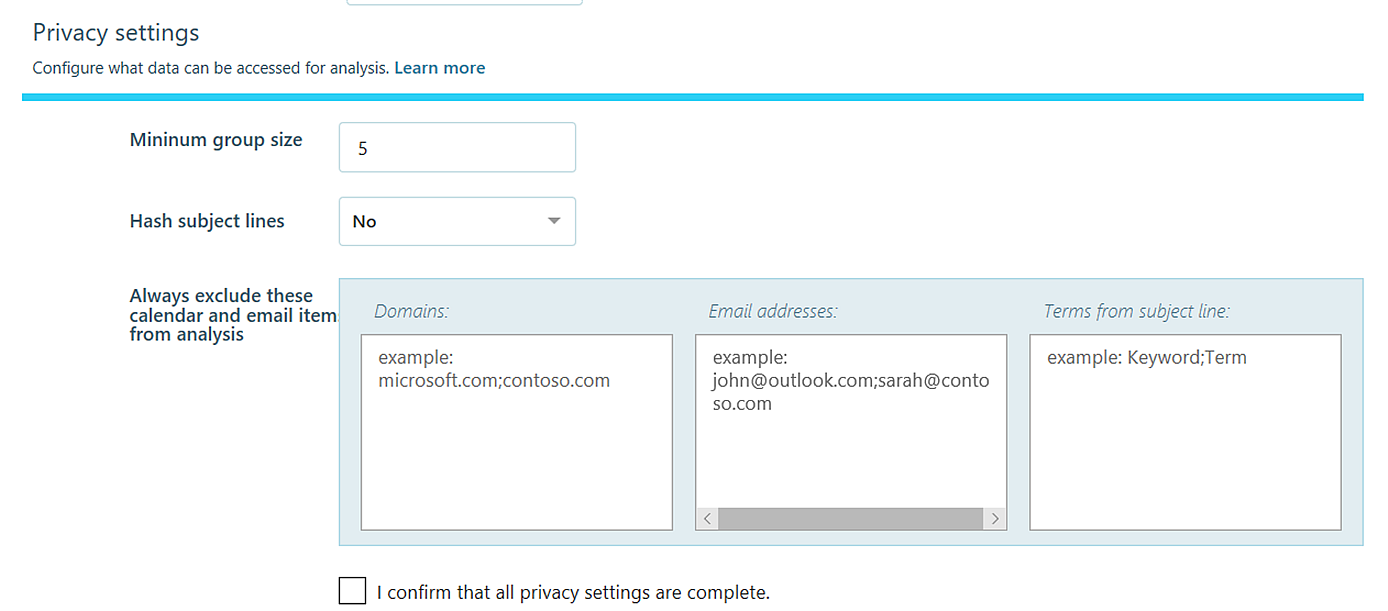 Privacy settings
Configure what data can be accessed for analysis. Learn more
Mininum group size
5
Hash subject lines
No
Always exclude these
calendar and email item
from analysis
Domains:
example:
microsoft.com;contoso.com
Email addresses:
example:
john@outlook.com;sarah@conto
so.com
Terms from subject line:
example: Keyword;Term
I confirm that all privacy settings are complete.